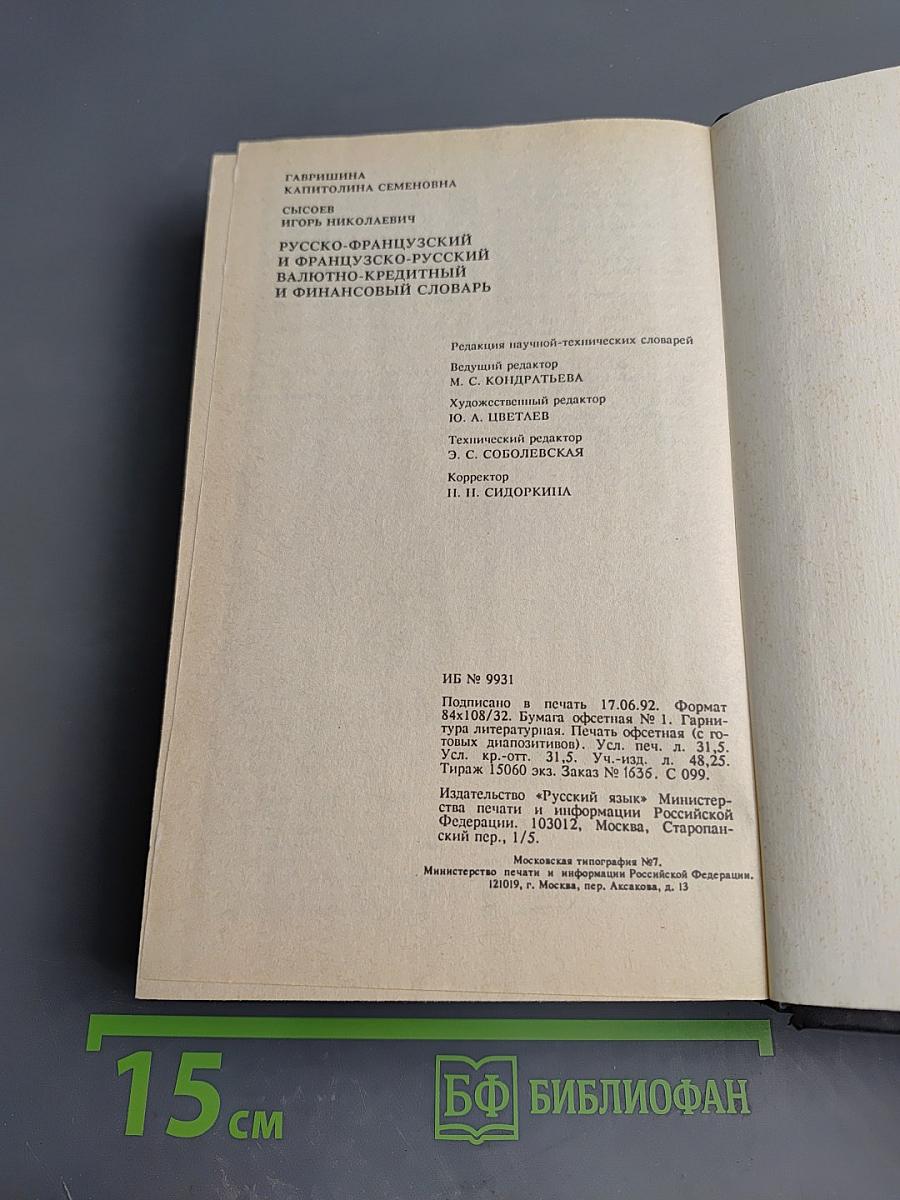 ГАВРИШИНА
КАПИТОЛИНА СЕМЕНОВНА
СЫСОЕВ
ИГОРЬ НИКОЛАЕВИЧ
РУССКО-ФРАНЦУЗСКИЙ
И ФРАНЦУЗСКО-РУССКИЙ
ВАЛЮТНО-КРЕДИТНЫЙ
И ФИНАНСОВЫЙ СЛОВАРЬ
Редакция научной-технических словарей
Ведущий редактор
М. С. КОНДРАТЬЕВА
Художественный редактор
Ю. А. ЦВЕТАЕВ
Технический редактор
Э. С. СОБОЛЕВСКАЯ
Корректор
Н. Н. СИДОРКИНА
ИБ № 9931
Подписано в печать 17.06.92. Формат
84х108/32. Бумага офсетная № 1. Гарни-
тура литературная. Печать офсетная (с го-
товых диапозитивов). Усл. печ. л. 31,5.
Усл. кр.-отт. 31,5. Уч.-изд. л. 48,25.
Тираж 15060 экз. Заказ № 1636. С 099.
Издательство «Русский язык» Министер-
ства печати и информации Российской
Федерации. 103012, Москва, Старопан-
ский пер., 1/5.
Московская типография №7.
Министерство печати и информации Российской Федерации.
121019, г. Москва, пер. Аксакова, д. 13
15 см
БФ БИБЛИОФАН